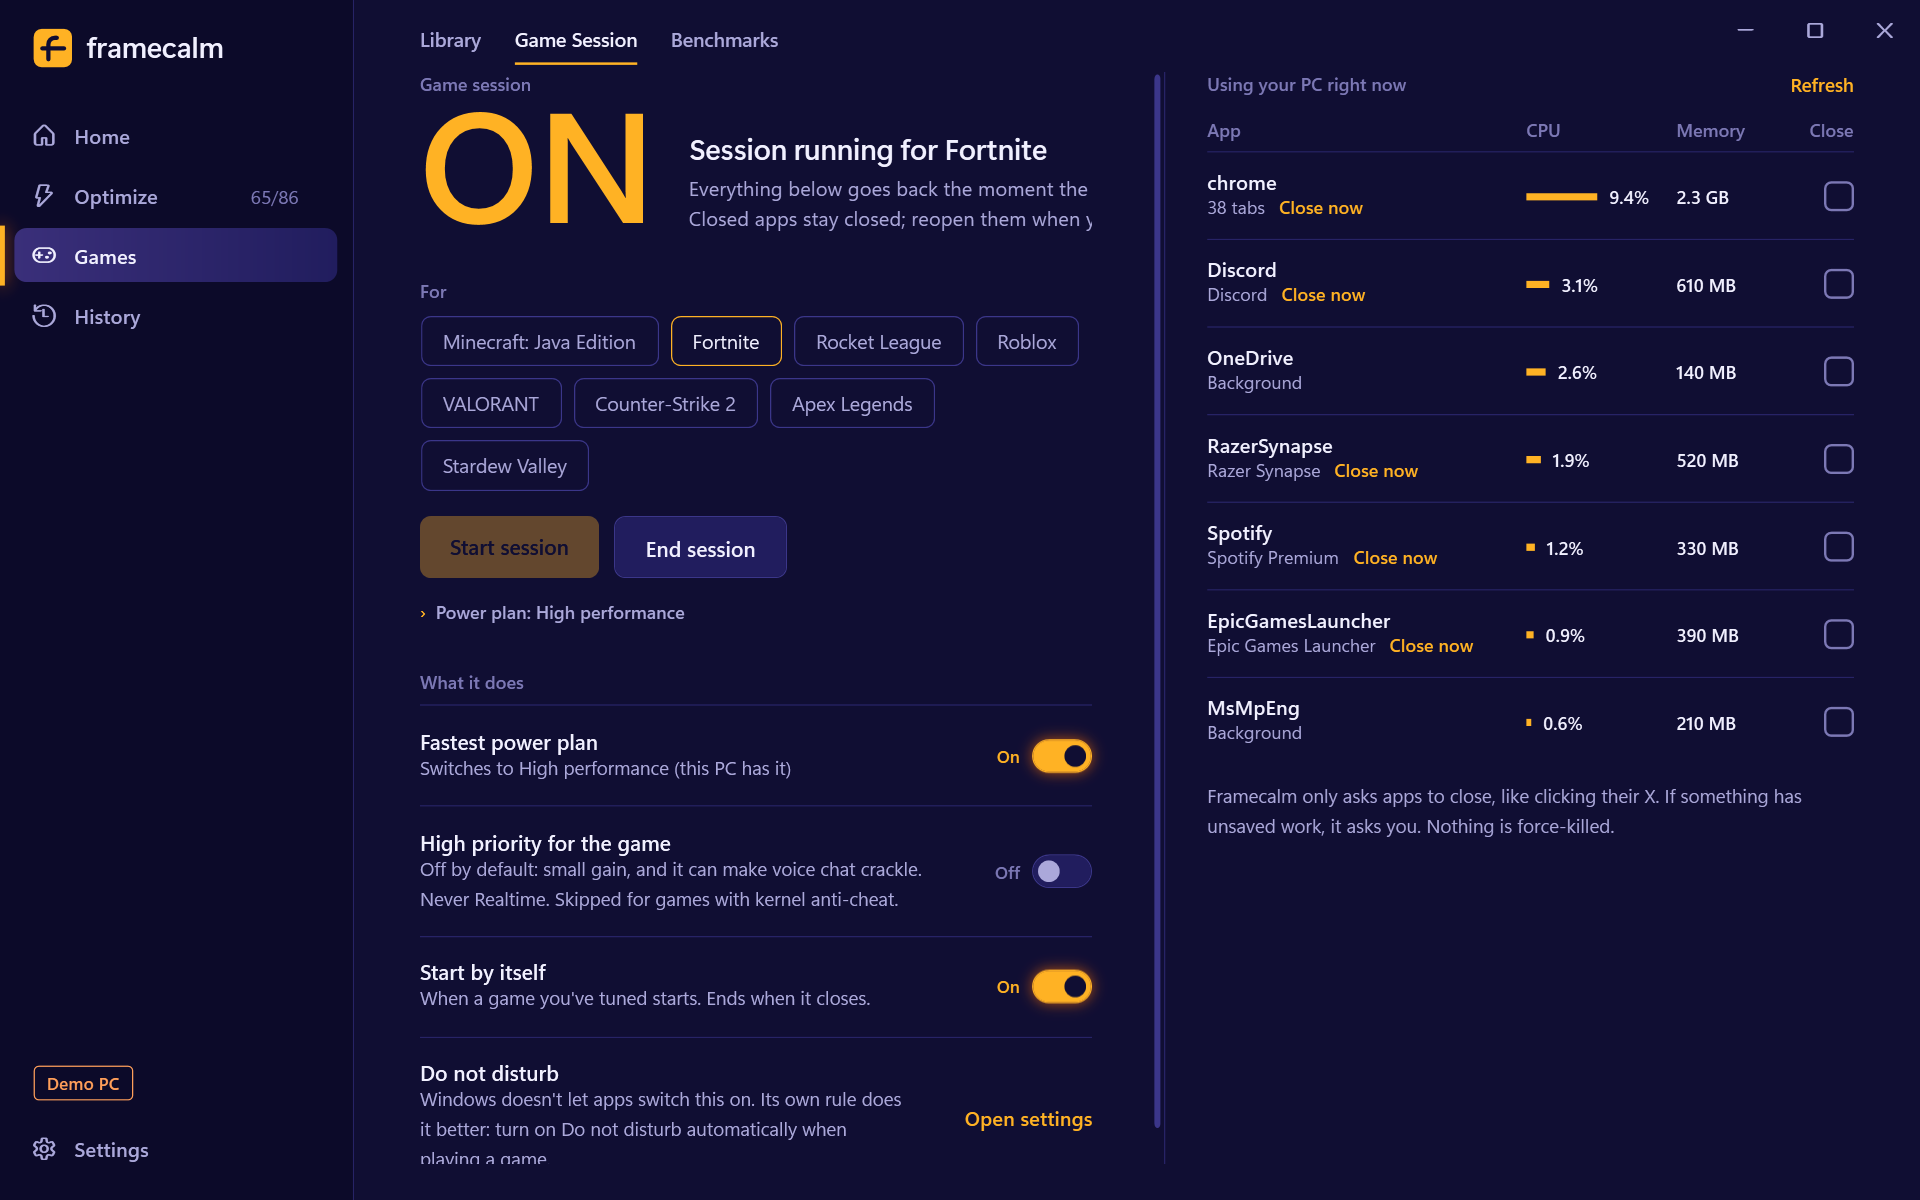 framecalm
Home
Optimize 65/86
Games
History
Demo PC
Settings
Library Game Session Benchmarks
Game session
ON
Session running for Fortnite
Everything below goes back the moment the
Closed apps stay closed; reopen them when
For
Minecraft: Java Edition Fortnite Rocket League Roblox
VALORANT Counter-Strike 2 Apex Legends
Stardew Valley
Start session End session
› Power plan: High performance
What it does
Fastest power plan
Switches to High performance (this PC has it)
On
High priority for the game
Off by default: small gain, and it can make voice chat crackle.
Never Realtime. Skipped for games with kernel anti-cheat.
Off
Start by itself
When a game you've tuned starts. Ends when it closes.
On
Do not disturb
Windows doesn't let apps switch this on. Its own rule does
it better: turn on Do not disturb automatically when
playing a game
Open settings
Using your PC right now Refresh
App CPU Memory Close
chrome
38 tabs Close now
9.4% 2.3 GB
Discord
Discord Close now
3.1% 610 MB
OneDrive
Background
2.6% 140 MB
RazerSynapse
Razer Synapse Close now
1.9% 520 MB
Spotify
Spotify Premium Close now
1.2% 330 MB
EpicGamesLauncher
Epic Games Launcher Close now
0.9% 390 MB
MsMpEng
Background
0.6% 210 MB
Framecalm only asks apps to close, like clicking their X. If something has
unsaved work, it asks you. Nothing is force-killed.